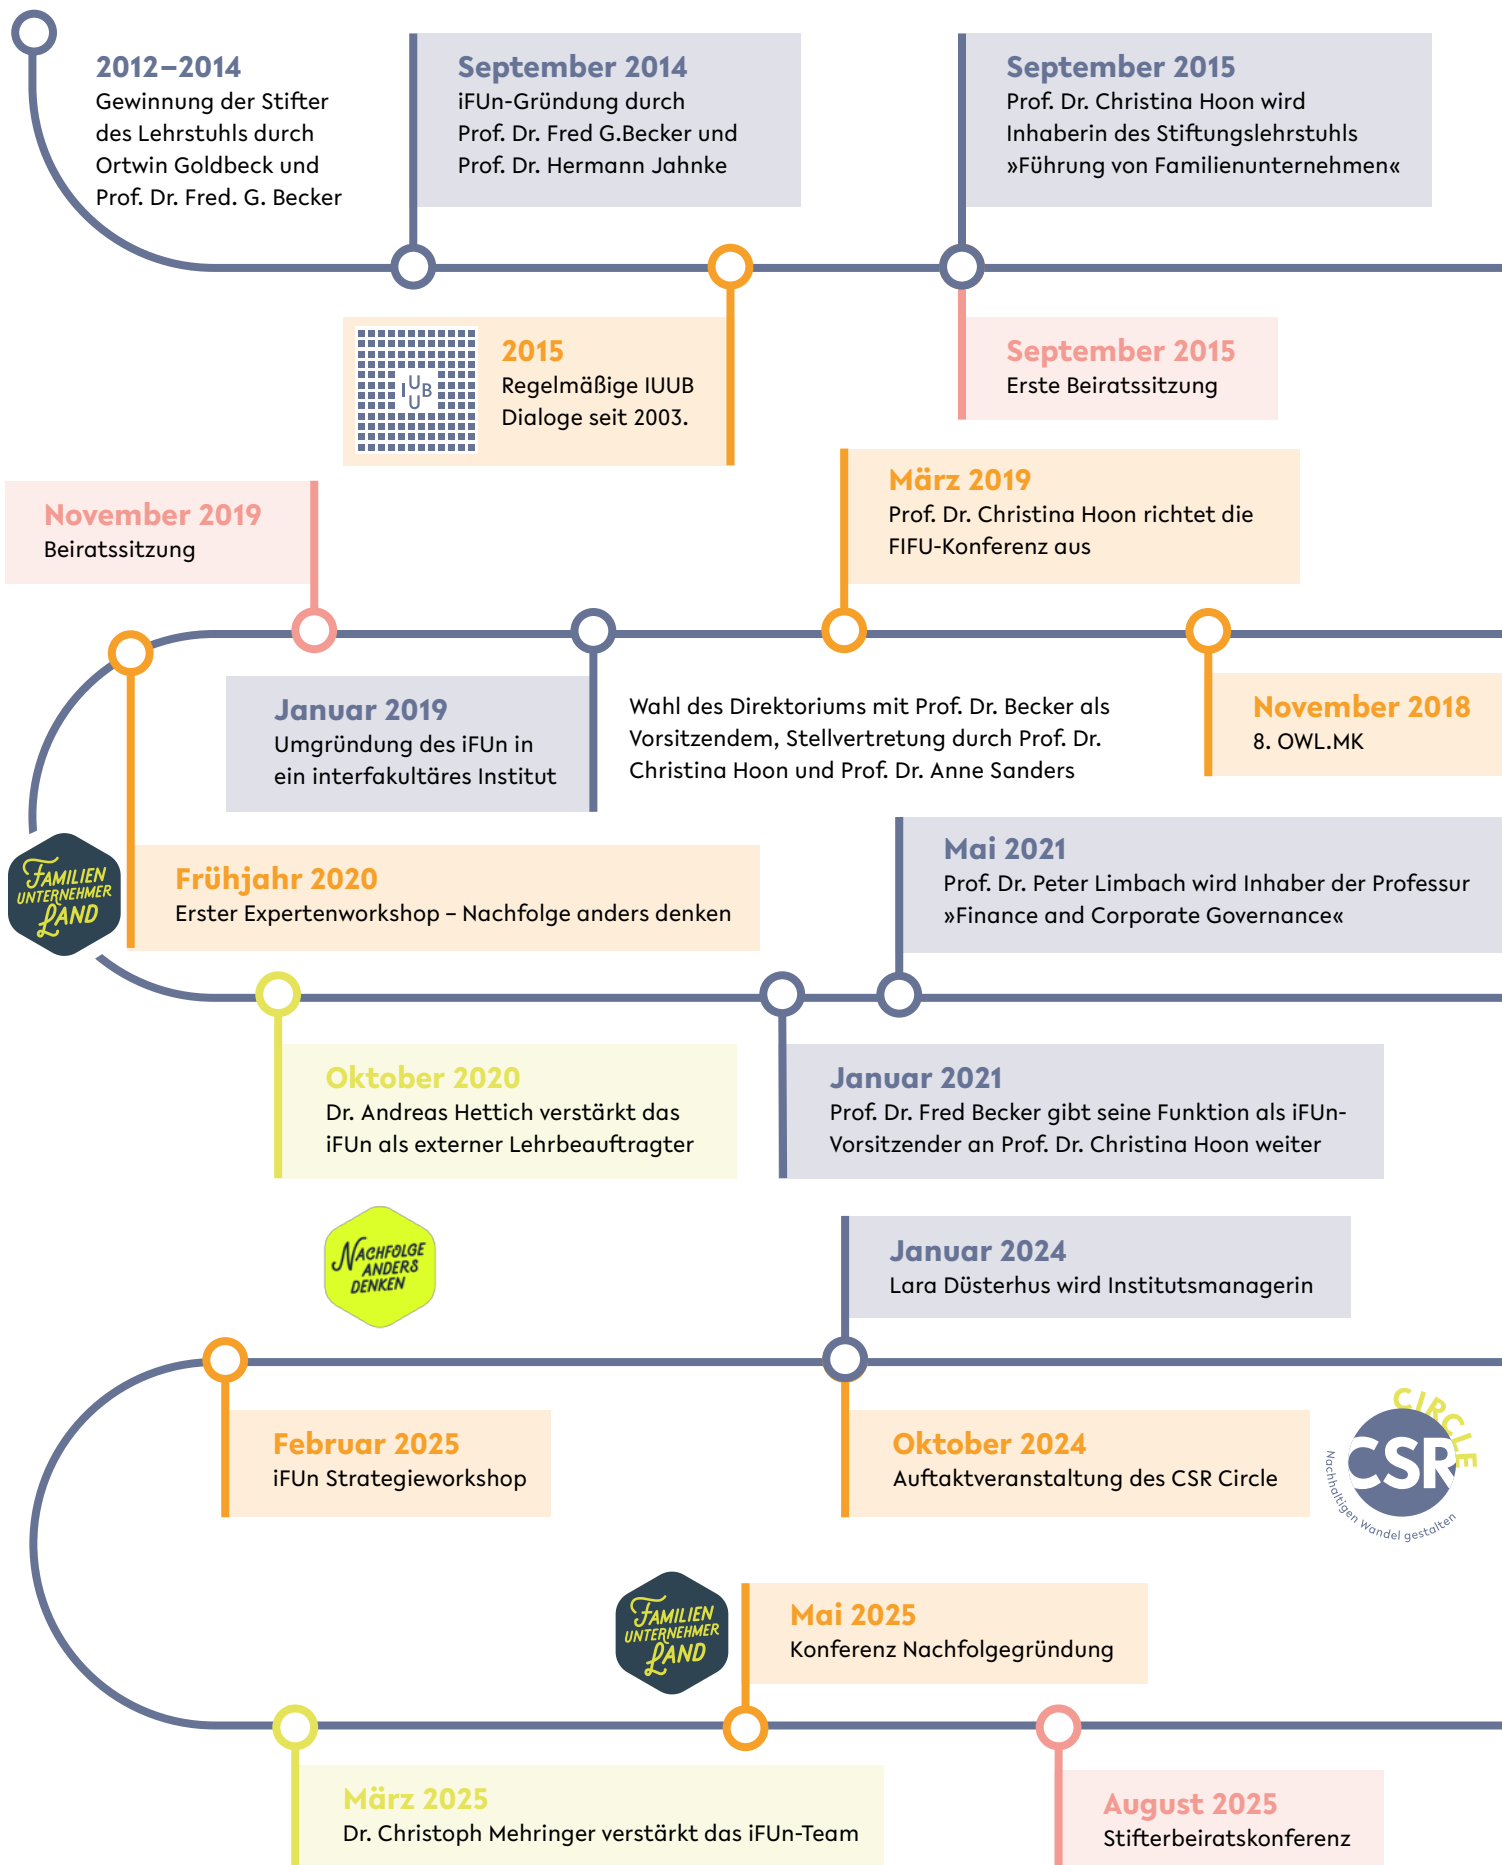 2012–2014
Gewinnung der Stifter
des Lehrstuhls durch
Ortwin Goldbeck und
Prof. Dr. Fred. G. Becker
September 2014
iFUn-Gründung durch
Prof. Dr. Fred G.Becker und
Prof. Dr. Hermann Jahnke
September 2015
Prof. Dr. Christina Hoon wird
Inhaberin des Stiftungslehrstuhls
»Führung von Familienunternehmen«
IUUB
2015
Regelmäßige IUUB
Dialoge seit 2003.
September 2015
Erste Beiratssitzung
November 2019
Beiratssitzung
März 2019
Prof. Dr. Christina Hoon richtet die
FIFU-Konferenz aus
Januar 2019
Umgründung des iFUn in
ein interfakultäres Institut
Wahl des Direktoriums mit Prof. Dr. Becker als
Vorsitzendem, Stellvertretung durch Prof. Dr.
Christina Hoon und Prof. Dr. Anne Sanders
November 2018
8. OWL.MK
FAMILIEN
UNTERNEHMER
LAND
Frühjahr 2020
Erster Expertenworkshop – Nachfolge anders denken
Mai 2021
Prof. Dr. Peter Limbach wird Inhaber der Professur
»Finance and Corporate Governance«
Oktober 2020
Dr. Andreas Hettich verstärkt das
iFUn als externer Lehrbeauftragter
Januar 2021
Prof. Dr. Fred Becker gibt seine Funktion als iFUn-
Vorsitzender an Prof. Dr. Christina Hoon weiter
NACHFOLGE
ANDERS
DENKEN
Januar 2024
Lara Düsterhus wird Institutsmanagerin
Februar 2025
iFUn Strategieworkshop
Oktober 2024
Auftaktveranstaltung des CSR Circle
CIRCLE
CSR
Nachhaltigen Wandel gestalten
FAMILIEN
UNTERNEHMER
LAND
Mai 2025
Konferenz Nachfolgegründung
März 2025
Dr. Christoph Mehringer verstärkt das iFUn-Team
August 2025
Stifterbeiratskonferenz